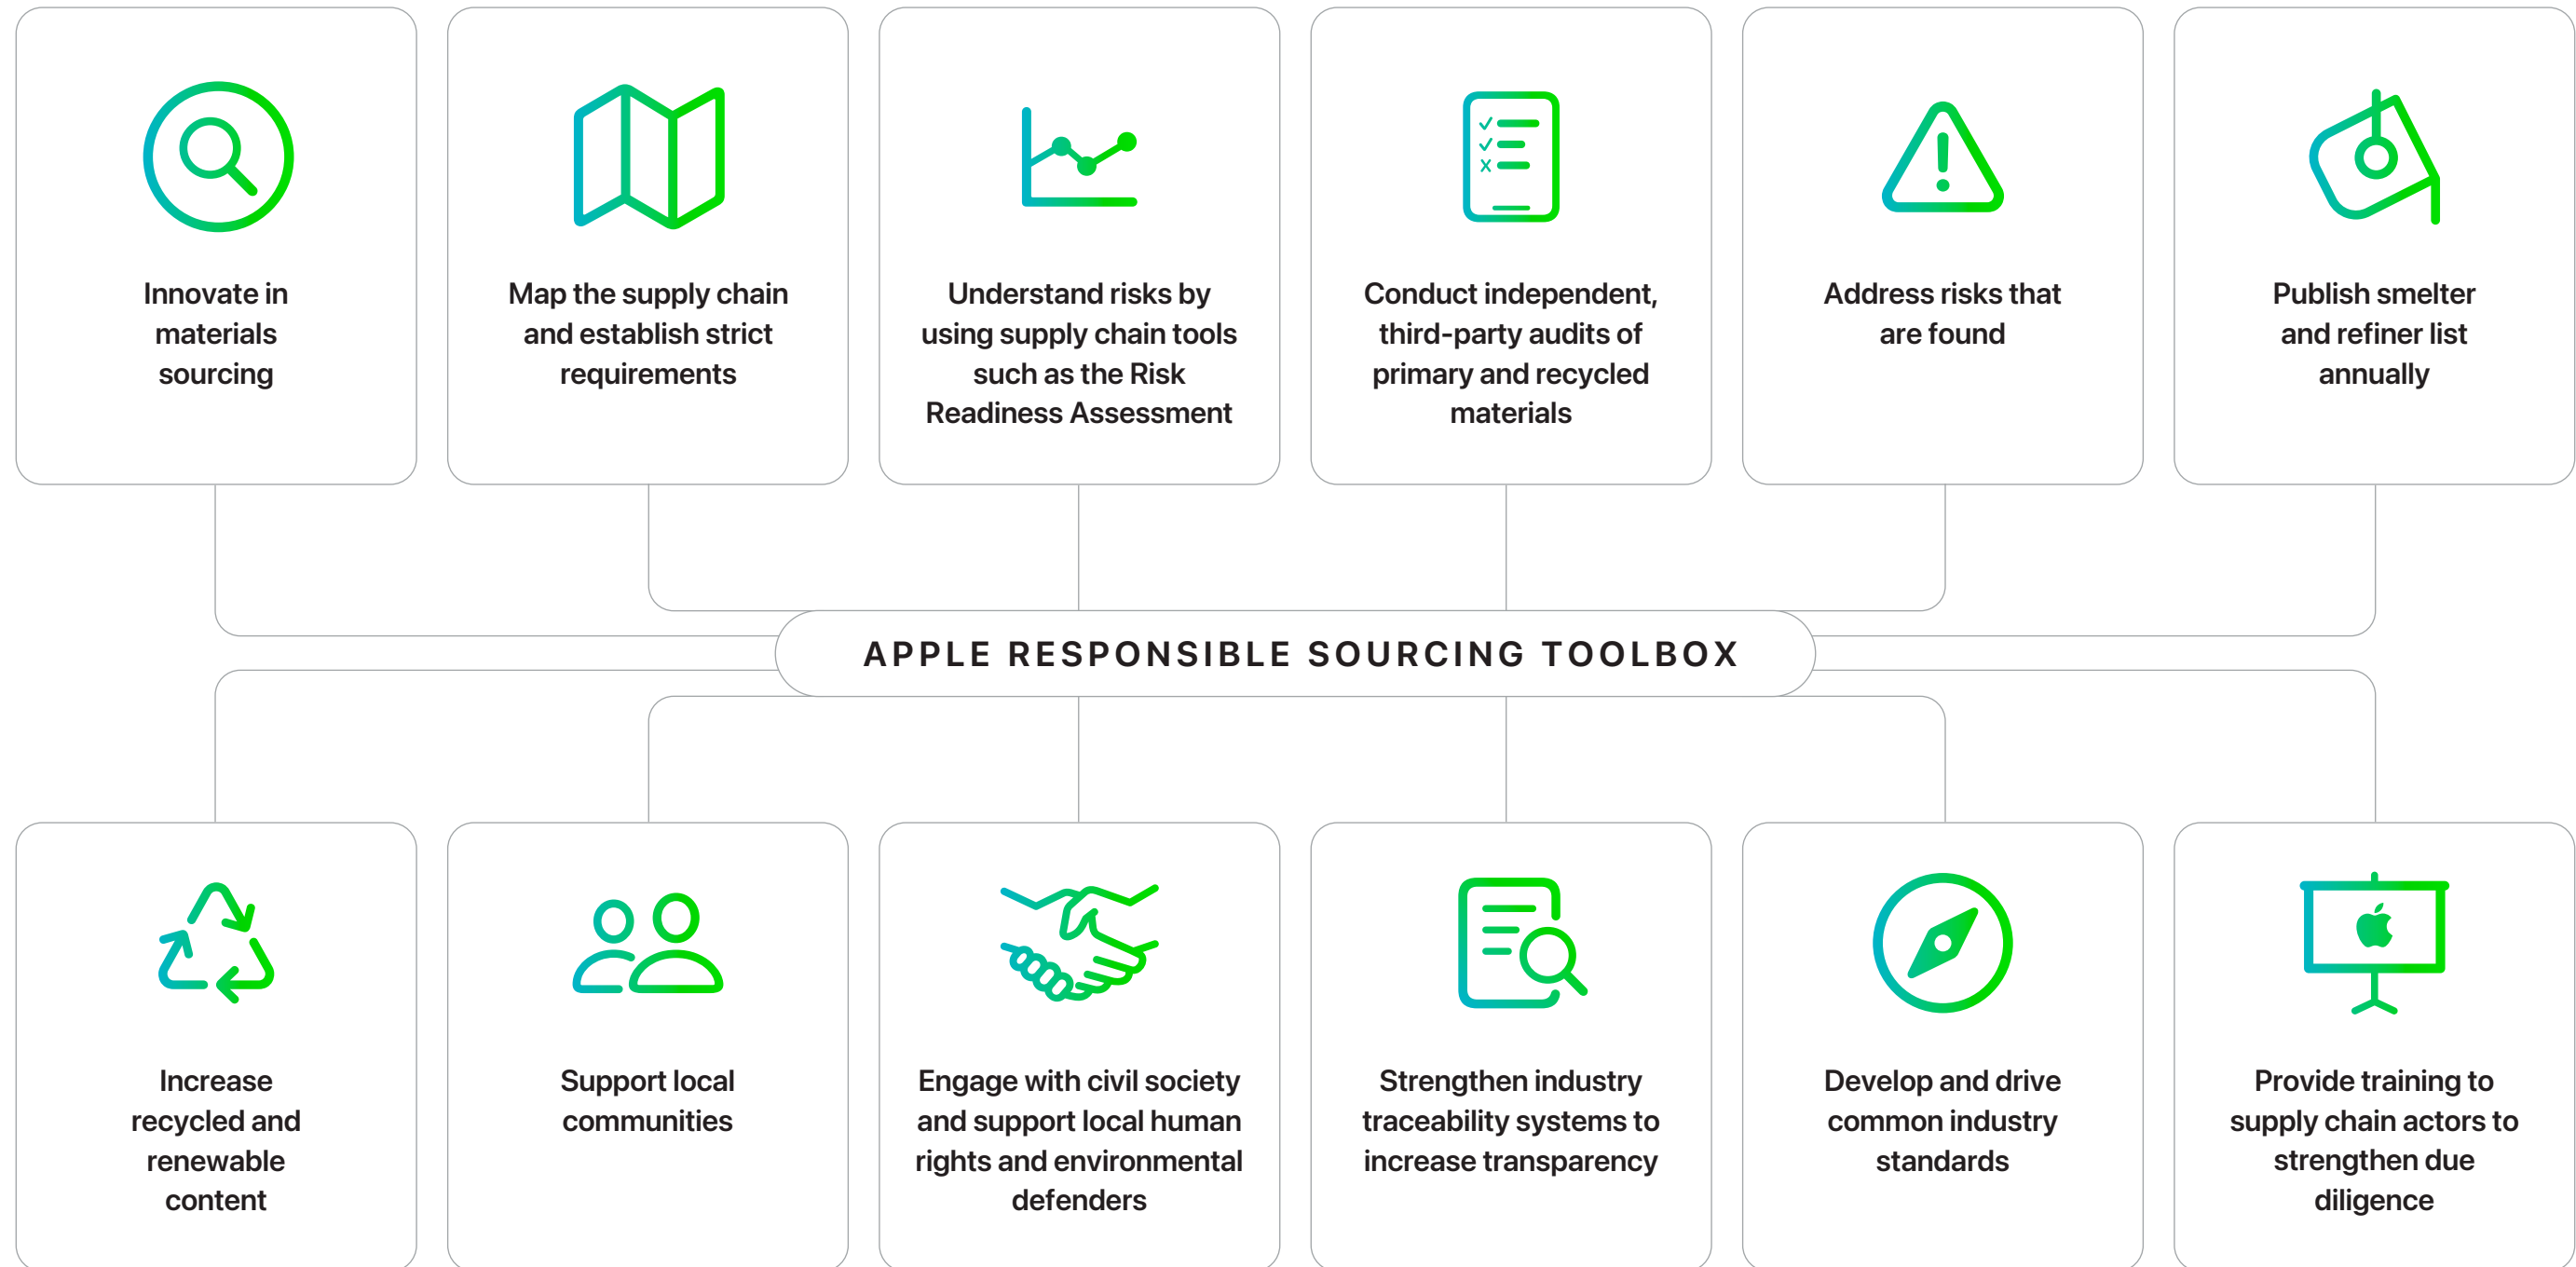 Innovate in
materials
sourcing
Map the supply chain
and establish strict
requirements
Understand risks by
using supply chain tools
such as the Risk
Readiness Assessment
Conduct independent,
third-party audits of
primary and recycled
materials
Address risks that
are found
Publish smelter
and refiner list
annually
APPLE RESPONSIBLE SOURCING TOOLBOX
Increase
recycled and
renewable
content
Support local
communities
Engage with civil society
and support local human
rights and environmental
defenders
Strengthen industry
traceability systems to
increase transparency
Develop and drive
common industry
standards
Provide training to
supply chain actors to
strengthen due
diligence